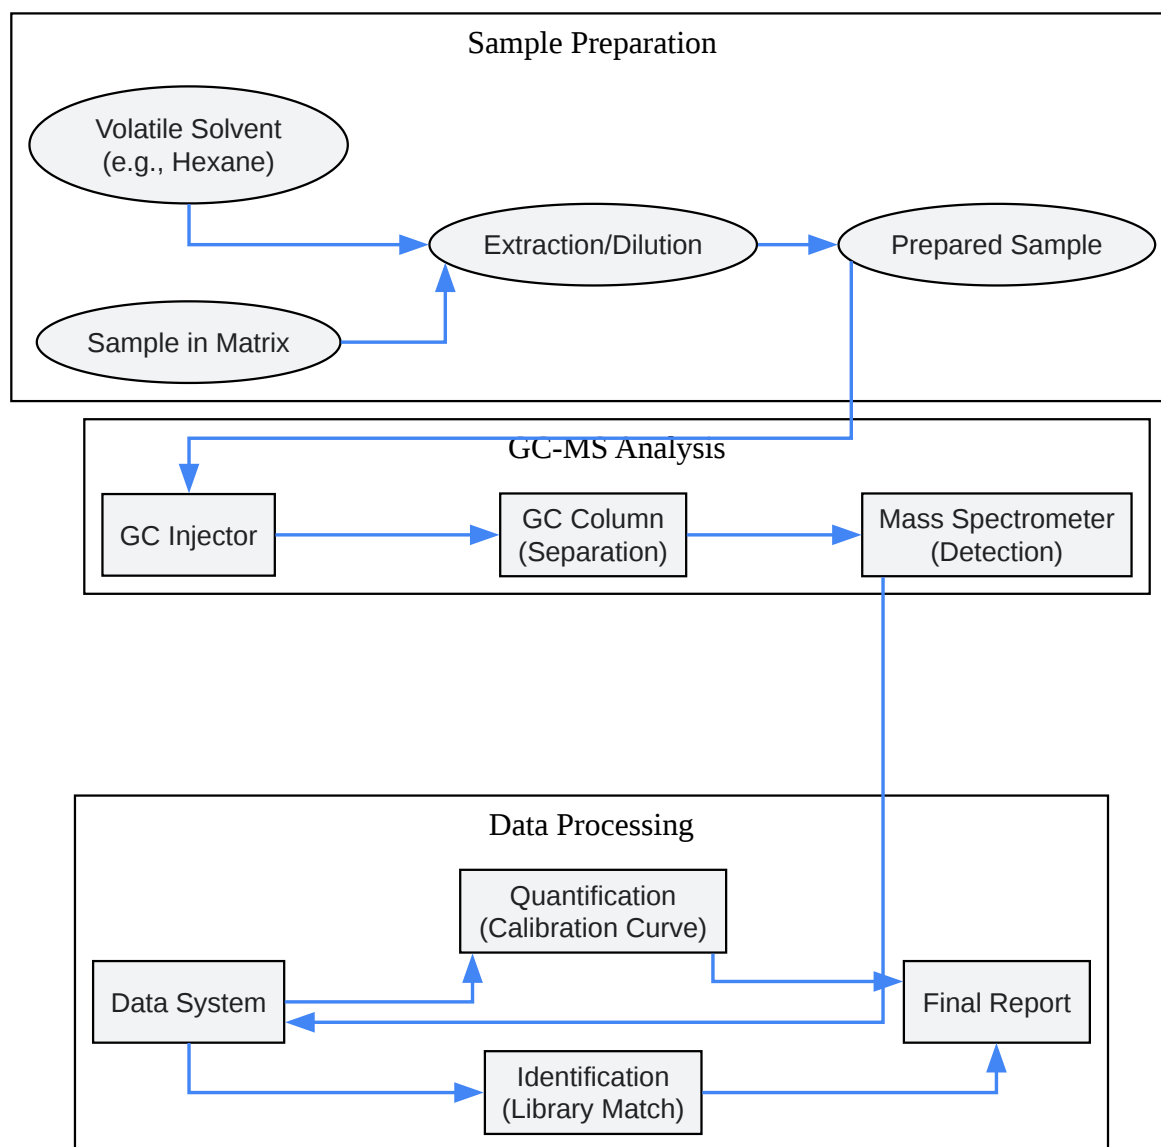 Sample Preparation
Volatile Solvent
(e.g., Hexane)
Extraction/Dilution
Prepared Sample
Sample in Matrix
GC-MS Analysis
GC Injector
GC Column
(Separation)
Mass Spectrometer
(Detection)
Data Processing
Quantification
(Calibration Curve)
Data System
Final Report
Identification
(Library Match)